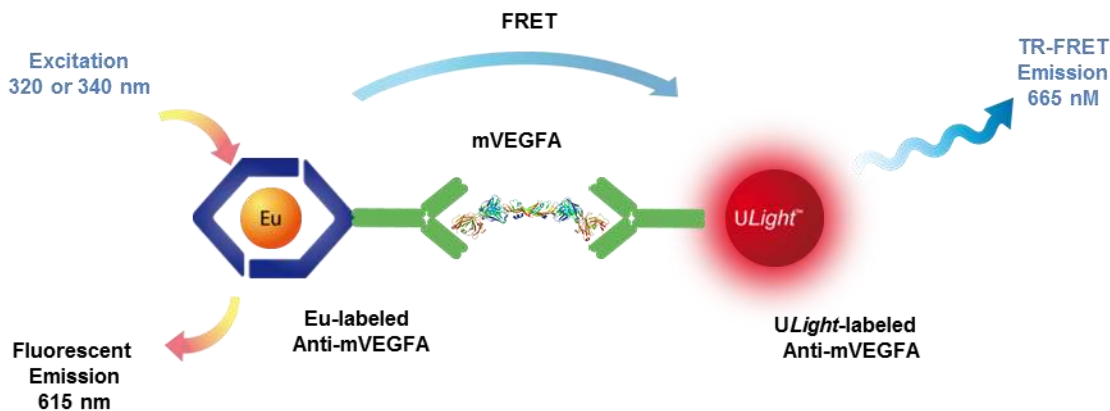 FRET
Excitation
320 or 340 nm
TR-FRET
Emission
665 nM
mVEGFA
Eu
ULight™
Eu-labeled
Anti-mVEGFA
ULight-labeled
Anti-mVEGFA
Fluorescent
Emission
615 nm